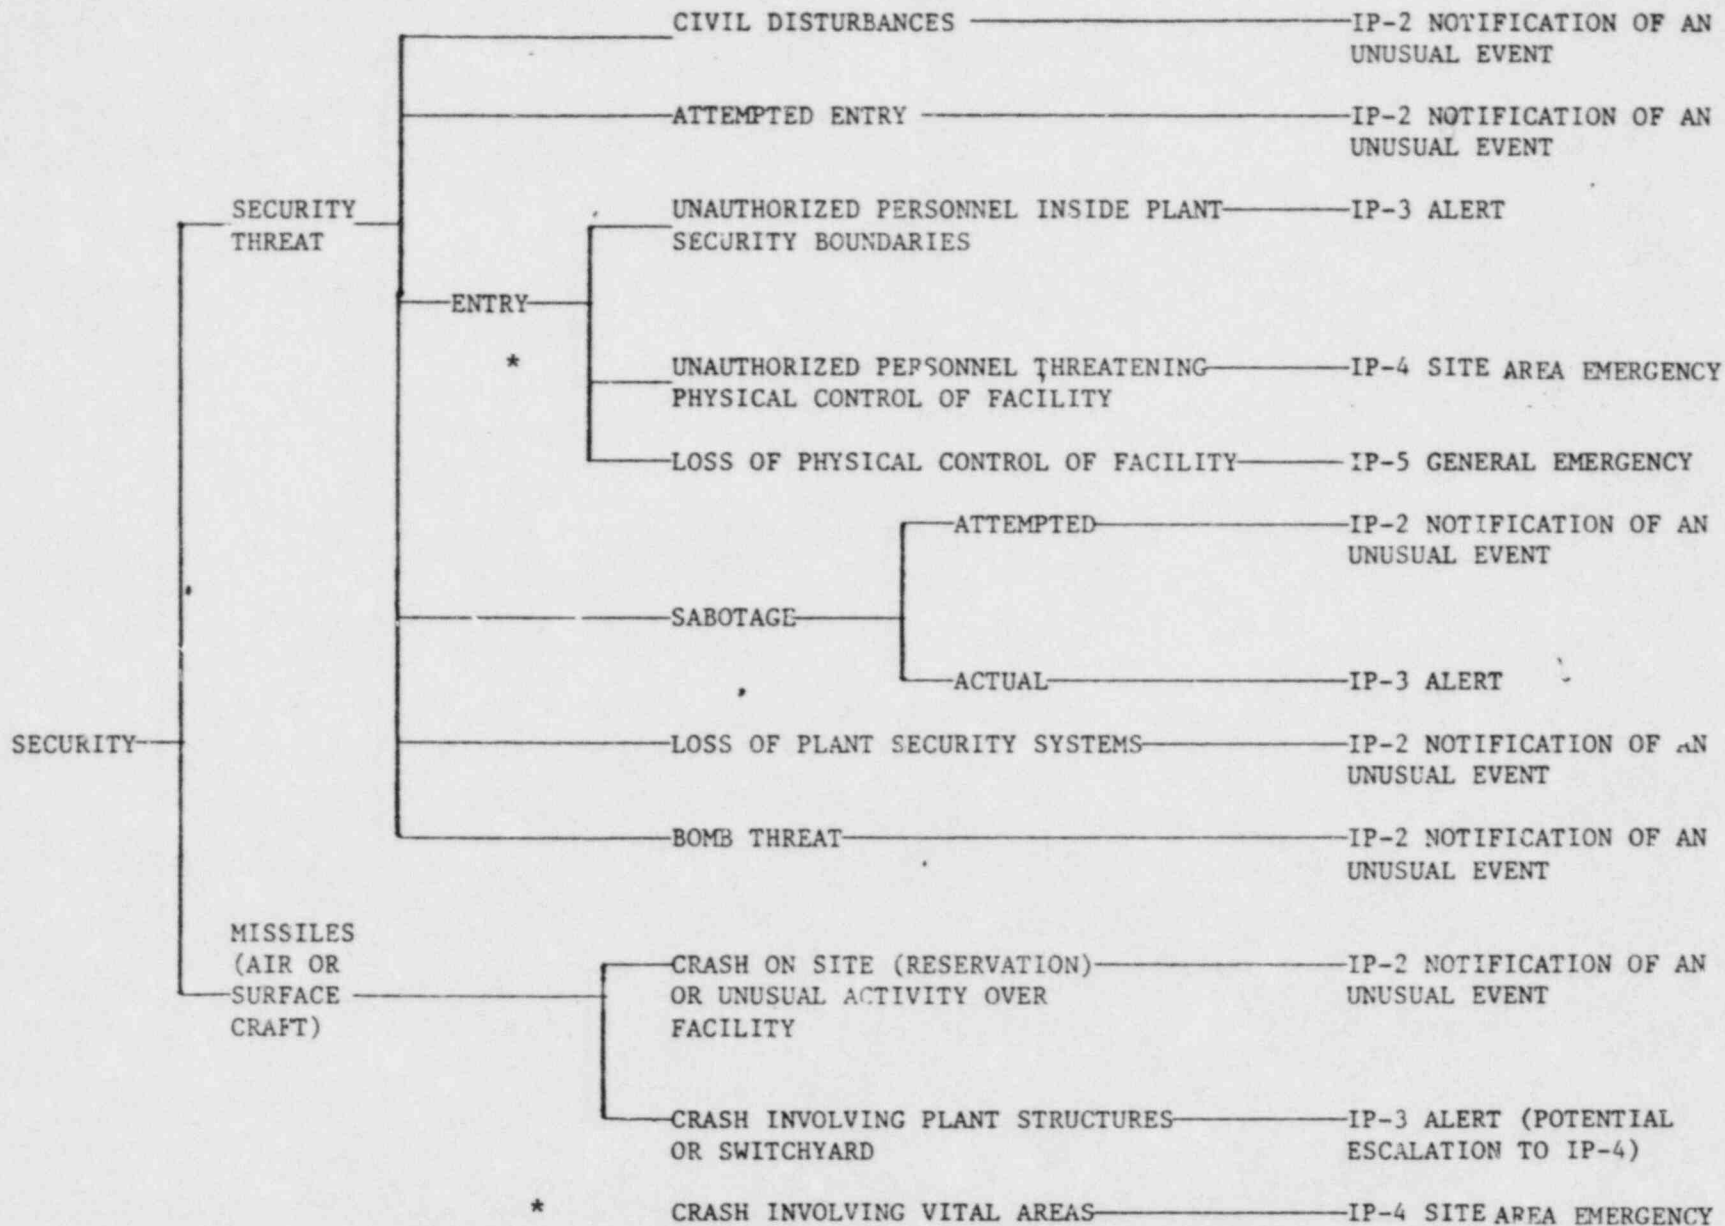 CIVIL DISTURBANCES IP-2 NOTIFICATION OF AN
UNUSUAL EVENT
ATTEMPTED ENTRY IP-2 NOTIFICATION OF AN
UNUSUAL EVENT
SECURITY
THREAT
UNAUTHORIZED PERSONNEL INSIDE PLANT IP-3 ALERT
SECURITY BOUNDARIES
ENTRY
* UNAUTHORIZED PERSONNEL THREATENING IP-4 SITE AREA EMERGENCY
PHYSICAL CONTROL OF FACILITY
LOSS OF PHYSICAL CONTROL OF FACILITY IP-5 GENERAL EMERGENCY
ATTEMPTED IP-2 NOTIFICATION OF AN
UNUSUAL EVENT
SABOTAGE
ACTUAL IP-3 ALERT
SECURITY
LOSS OF PLANT SECURITY SYSTEMS IP-2 NOTIFICATION OF AN
UNUSUAL EVENT
BOMB THREAT IP-2 NOTIFICATION OF AN
UNUSUAL EVENT
MISSILES
(AIR OR
SURFACE
CRAFT)
CRASH ON SITE (RESERVATION) IP-2 NOTIFICATION OF AN
OR UNUSUAL ACTIVITY OVER UNUSUAL EVENT
FACILITY
CRASH INVOLVING PLANT STRUCTURES IP-3 ALERT (POTENTIAL
OR SWITCHYARD ESCALATION TO IP-4)
* CRASH INVOLVING VITAL AREAS IP-4 SITE AREA EMERGENCY